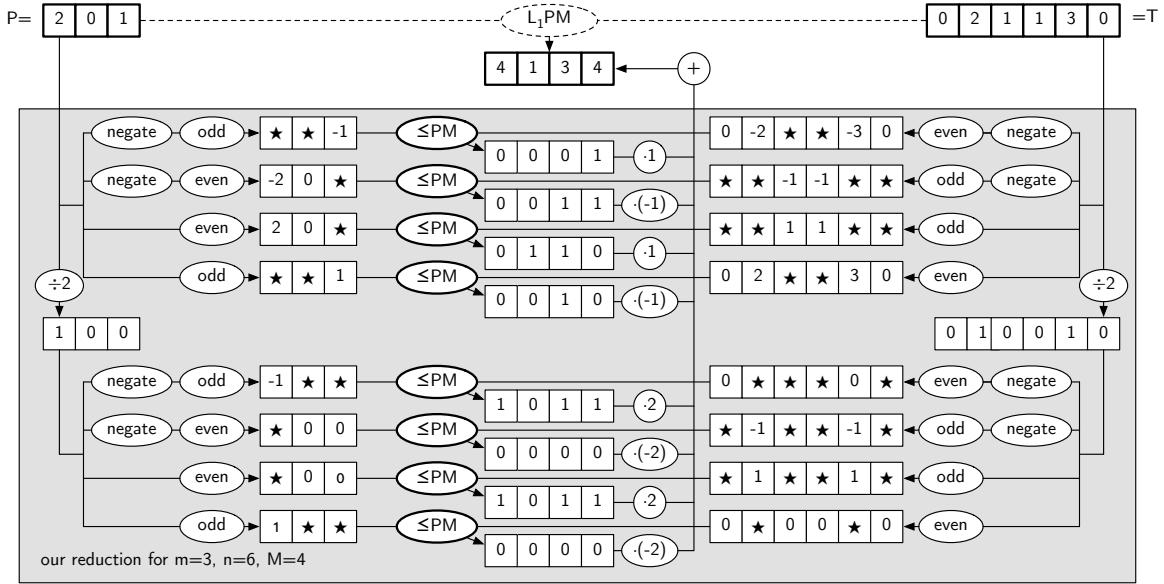 P= 2 0 1 L₁PM 0 2 1 1 3 0 =T
4 1 3 4 +
negate odd ★ ★ -1 ≤PM 0 -2 ★ ★ -3 0 even negate
0 0 0 1 ·1
negate even -2 0 ★ ≤PM ★ ★ -1 -1 ★ ★ odd negate
0 0 1 1 ·(-1)
even 2 0 ★ ≤PM ★ ★ 1 1 ★ ★ odd
0 1 1 0 ·1
odd ★ ★ 1 ≤PM 0 2 ★ ★ 3 0 even
÷2 ÷2
0 0 1 0 ·(-1)
1 0 0 0 1 0 0 1 0
negate odd -1 ★ ★ ≤PM 0 ★ ★ ★ 0 ★ even negate
1 0 1 1 ·2
negate even ★ 0 0 ≤PM ★ -1 ★ ★ -1 ★ odd negate
0 0 0 0 ·(-2)
even ★ 0 0 ≤PM ★ 1 ★ ★ 1 ★ odd
1 0 1 1 ·2
odd 1 ★ ★ ≤PM 0 ★ 0 0 ★ 0 even
0 0 0 0 ·(-2)
our reduction for m=3, n=6, M=4